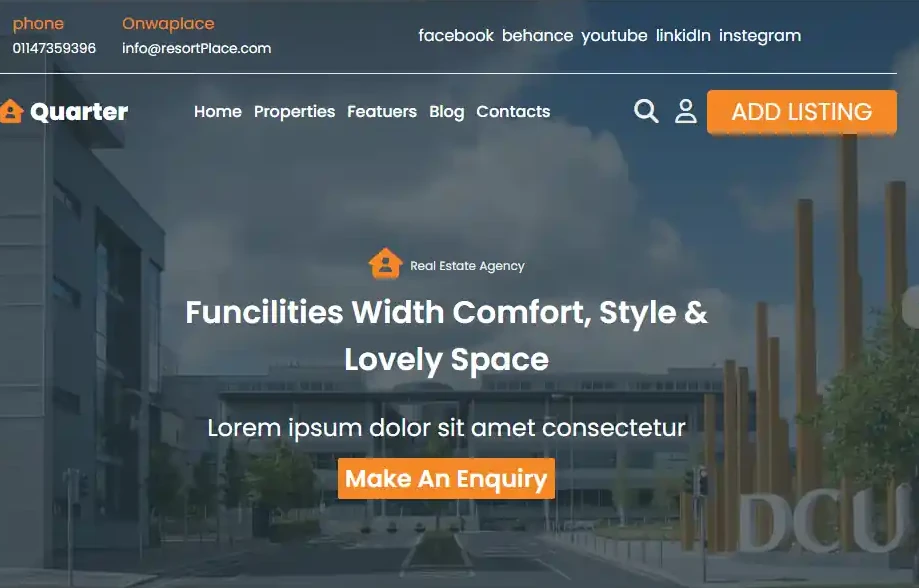 phone Onwaplace
01147359396 info@resortPlace.com
facebook behance youtube linkidIn instegram
Quarter Home Properties Featuers Blog Contacts ADD LISTING
Real Estate Agency
Funcilities Width Comfort, Style &
Lovely Space
Lorem ipsum dolor sit amet consectetur
Make An Enquiry
DCU